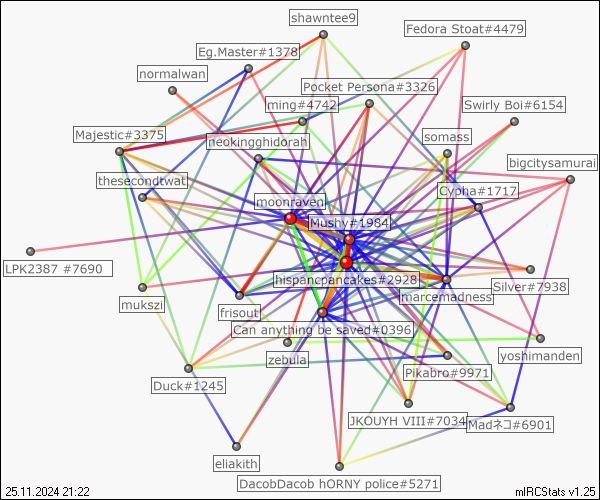 shawntee9
Fedora Stoat#4479
Eg.Master#1378
normalwan
Pocket Persona#3326
ming#4742
Swirly Boi#6154
Majestic#3375
neokingghidorah
somass
bigcitysamurai
thesecondtwat
Cypha#1717
moonraven
Mushy#1984
LPK2387 #7690
hispancpancakes#2928
Silver#7938
marcemadness
mukszi
frisout
Can anything be saved#0396
zebula
yoshimanden
Pikabro#9971
Duck#1245
JKOUYH VIII#7034
Madネコ#6901
eliakith
DacobDacob hORNY police#5271
25.11.2024 21:22
mIRCStats v1.25